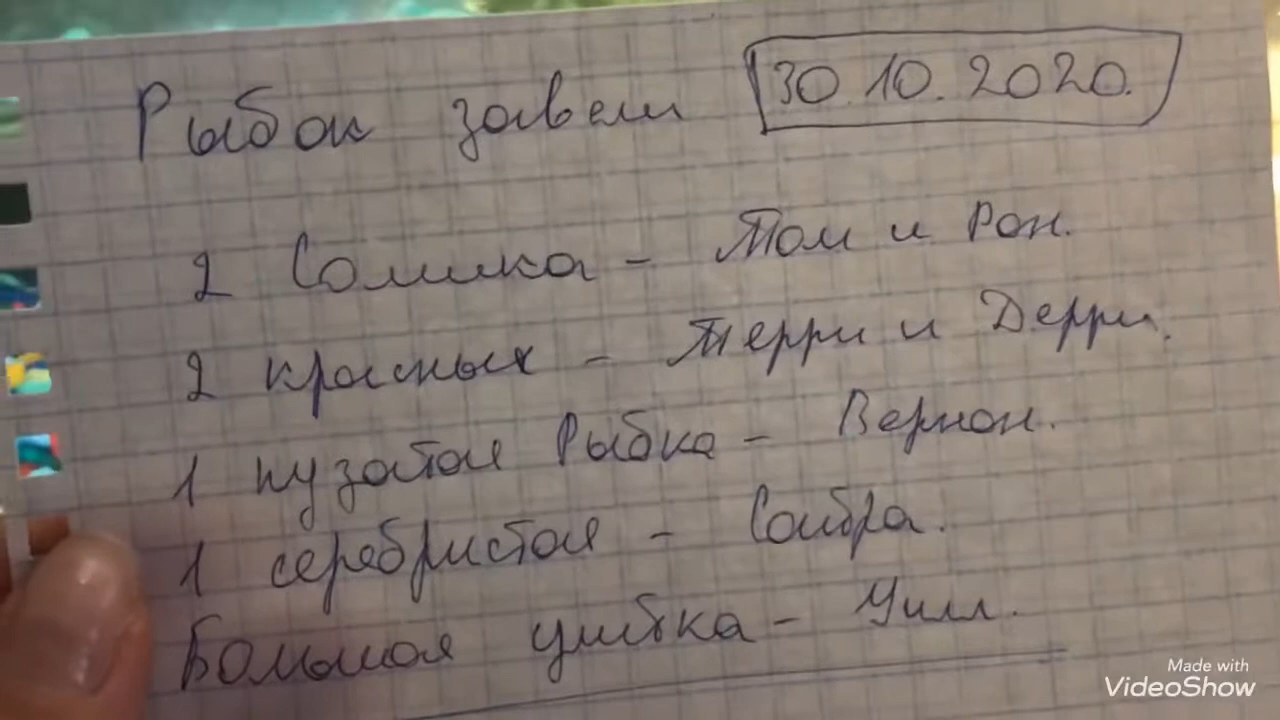 Рыбок завели 30.10.2020.
2 Сомика - Том и Рон.
2 красных - Терри и Дерри.
1 пузатая Рыбка - Вернон.
1 серебристая - Сабра.
Большая улитка - Уилл.
Made with
VideoShow